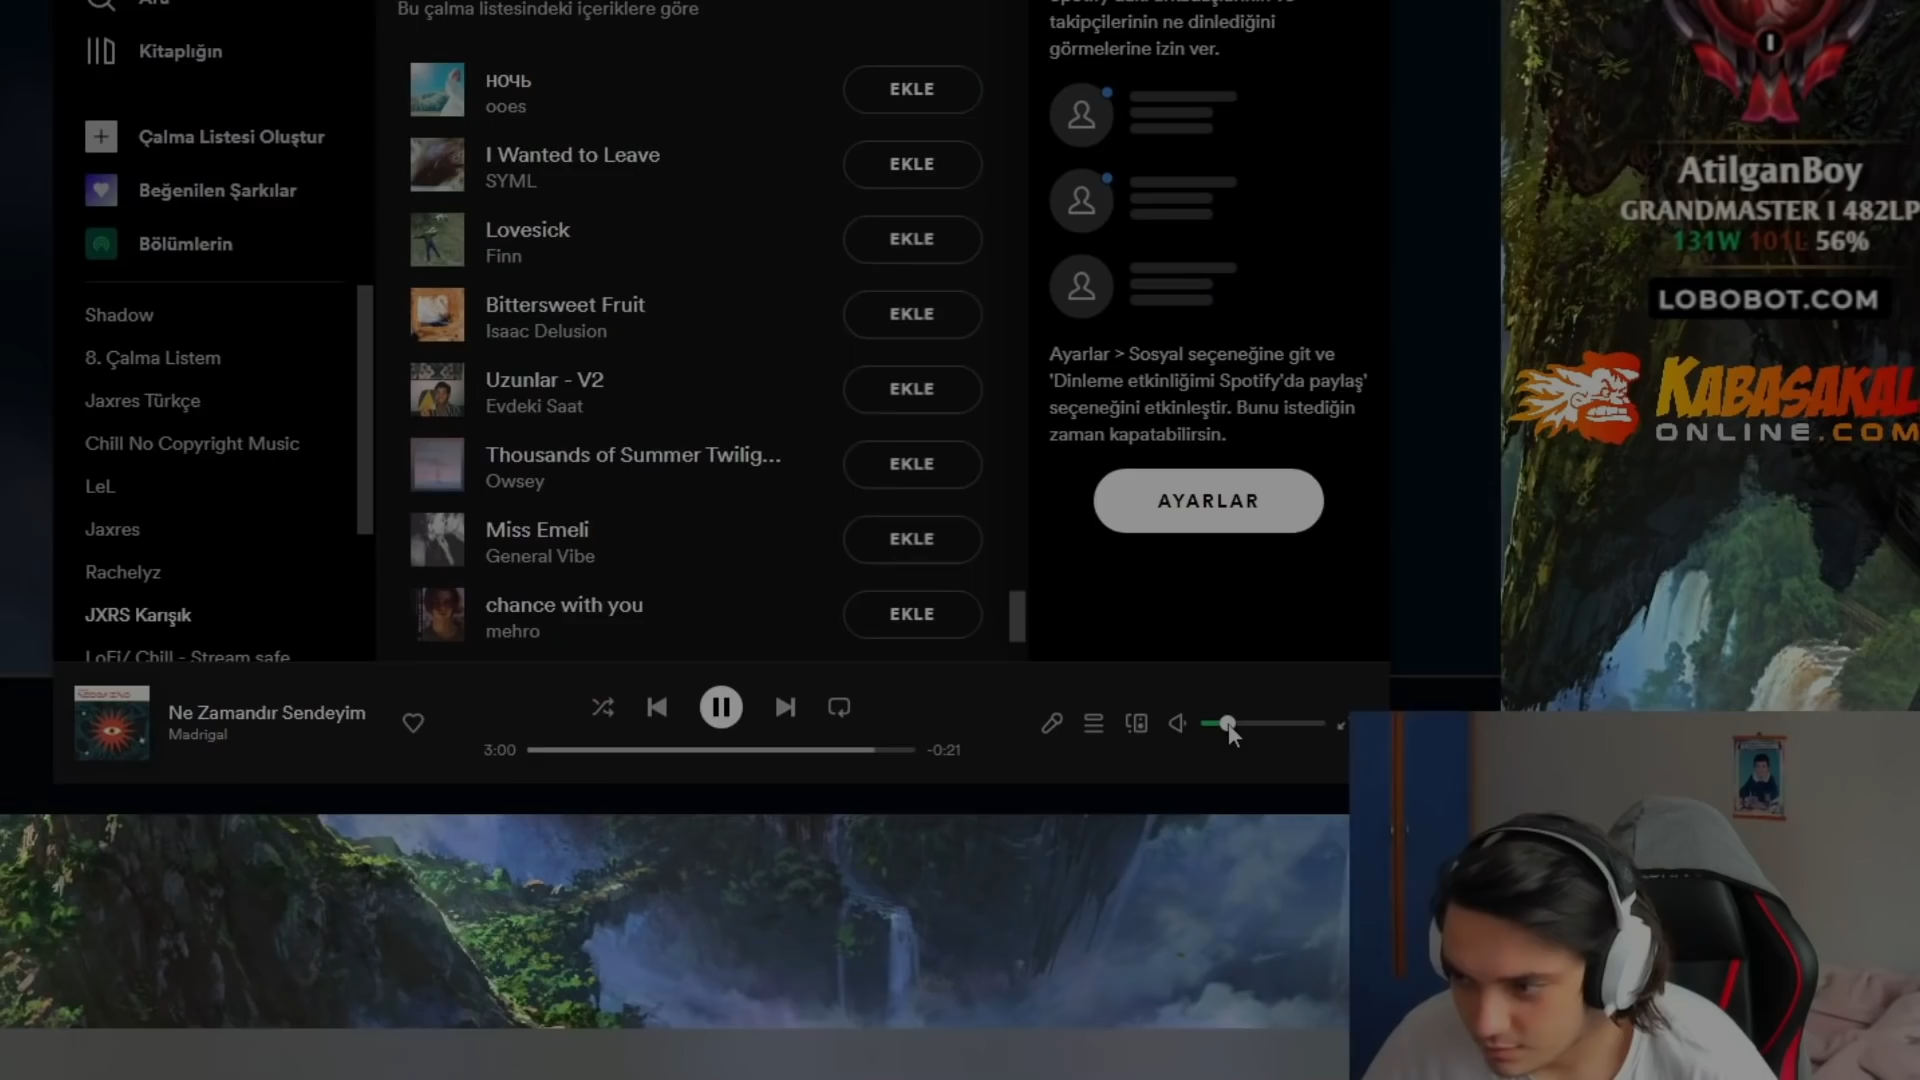 Ara
Kitaplığın
Çalma Listesi Oluştur
Beğenilen Şarkılar
Bölümlerin
Shadow
8. Çalma Listem
Jaxres Türkçe
Chill No Copyright Music
LeL
Jaxres
Rachelyz
JXRS Karışık
LoFi/ Chill - Stream safe
Bu çalma listesindeki içeriklere göre
ночь
ooes
EKLE
I Wanted to Leave
SYML
EKLE
Lovesick
Finn
EKLE
Bittersweet Fruit
Isaac Delusion
EKLE
Uzunlar - V2
Evdeki Saat
EKLE
Thousands of Summer Twilig...
Owsey
EKLE
Miss Emeli
General Vibe
EKLE
chance with you
mehro
EKLE
takipçilerinin ne dinlediğini
görmelerine izin ver.
Ayarlar > Sosyal seçeneğine git ve
'Dinleme etkinliğimi Spotify'da paylaş'
seçeneğini etkinleştir. Bunu istediğin
zaman kapatabilirsin.
AYARLAR
Ne Zamandır Sendeyim
Madrigal
3:00
-0:21
I
AtilganBoy
GRANDMASTER I 482LP
131W 101L 56%
LOBOBOT.COM
KABASAKAL
ONLINE.COM